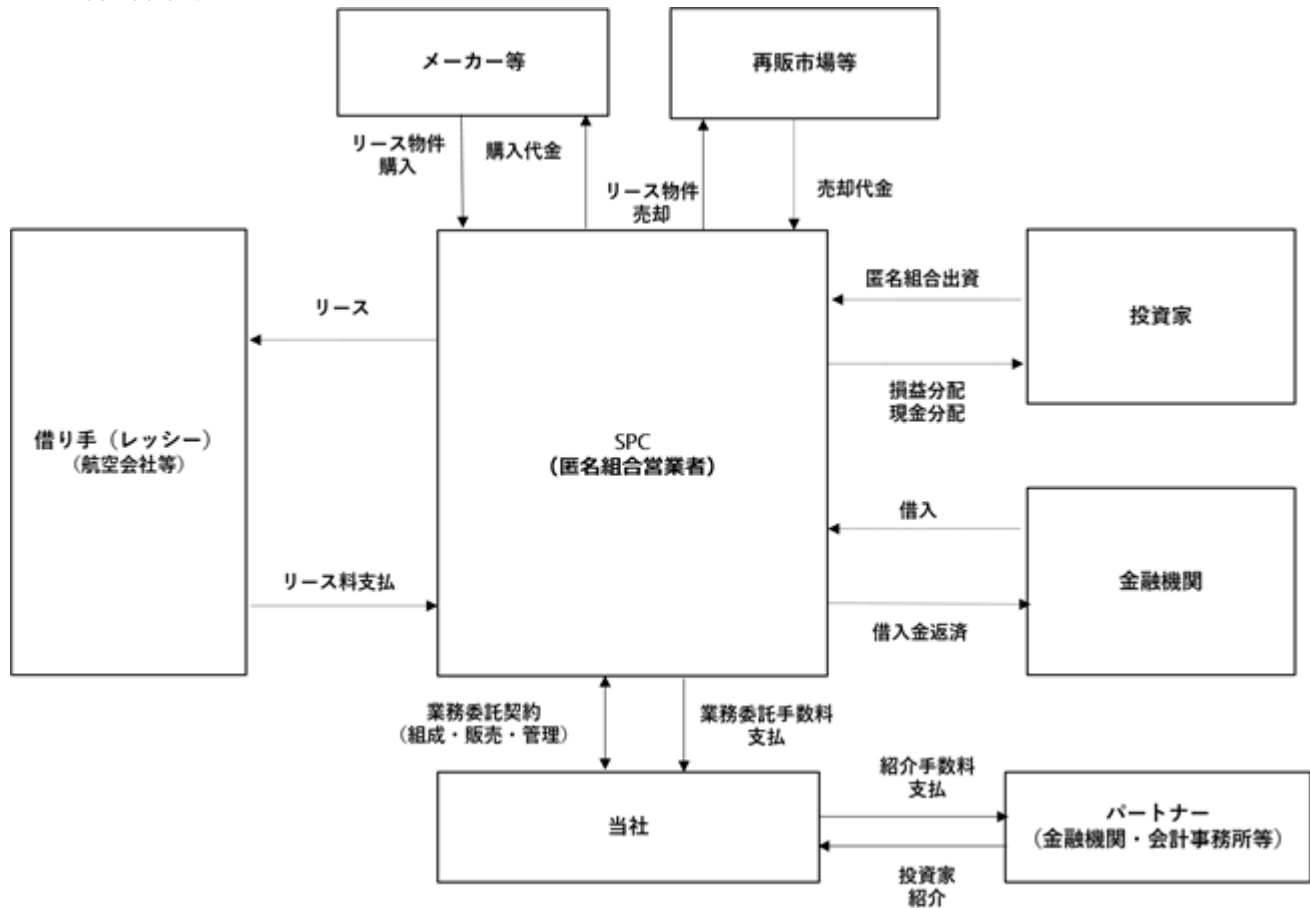 メーカー等
再販市場等
リース物件
購入
購入代金
リース物件
売却
売却代金
リース
匿名組合出資
投資家
損益分配
現金分配
借り手（レッシー）
（航空会社等）
SPC
（匿名組合営業者）
借入
金融機関
リース料支払
借入金返済
業務委託契約
（組成・販売・管理）
業務委託手数料
支払
紹介手数料
支払
当社
パートナー
（金融機関・会計事務所等）
投資家
紹介